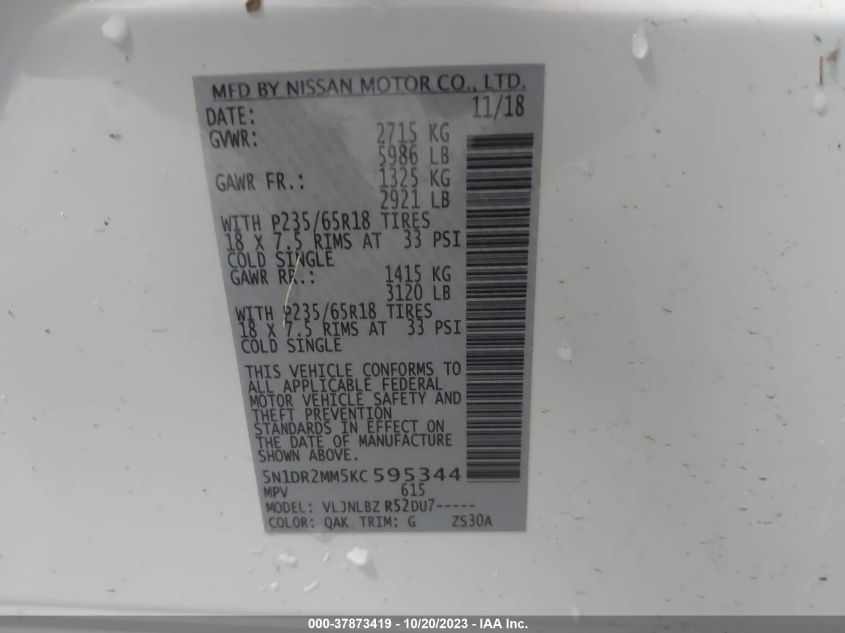 MFD BY NISSAN MOTOR CO., LTD.
DATE: 11/18
GVWR: 2715 KG
5986 LB
GAWR FR.: 1325 KG
2921 LB
WITH P235/65R18 TIRES
18 X 7.5 RIMS AT 33 PSI
COLD SINGLE
GAWR RR.: 1415 KG
3120 LB
WITH P235/65R18 TIRES
18 X 7.5 RIMS AT 33 PSI
COLD SINGLE
THIS VEHICLE CONFORMS TO
ALL APPLICABLE FEDERAL
MOTOR VEHICLE SAFETY AND
THEFT PREVENTION
STANDARDS IN EFFECT ON
THE DATE OF MANUFACTURE
SHOWN ABOVE.
5N1DR2MM5KC 595344
MPV 615
MODEL: VLJNLBZ R52DU7-----
COLOR: QAK TRIM: G ZS30A
000-37873419 - 10/20/2023 - IAA Inc.